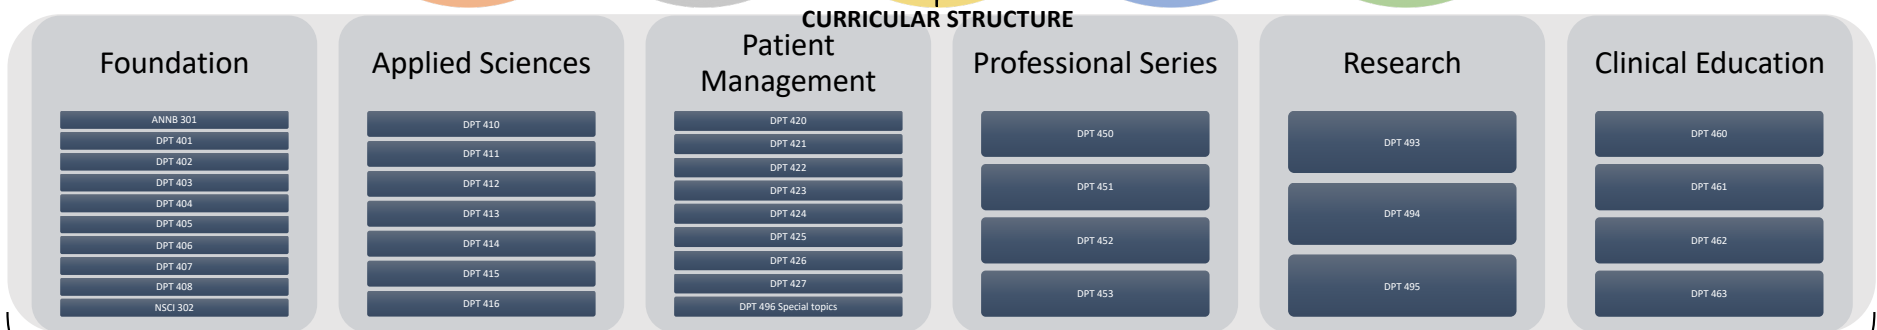 CURRICULAR STRUCTURE
Foundation
ANNB 301
DPT 401
DPT 402
DPT 403
DPT 404
DPT 405
DPT 406
DPT 407
DPT 408
NSCI 302
Applied Sciences
DPT 410
DPT 411
DPT 412
DPT 413
DPT 414
DPT 415
DPT 416
Patient
Management
DPT 420
DPT 421
DPT 422
DPT 423
DPT 424
DPT 425
DPT 426
DPT 427
DPT 496 Special topics
Professional Series
DPT 450
DPT 451
DPT 452
DPT 453
Research
DPT 493
DPT 494
DPT 495
Clinical Education
DPT 460
DPT 461
DPT 462
DPT 463